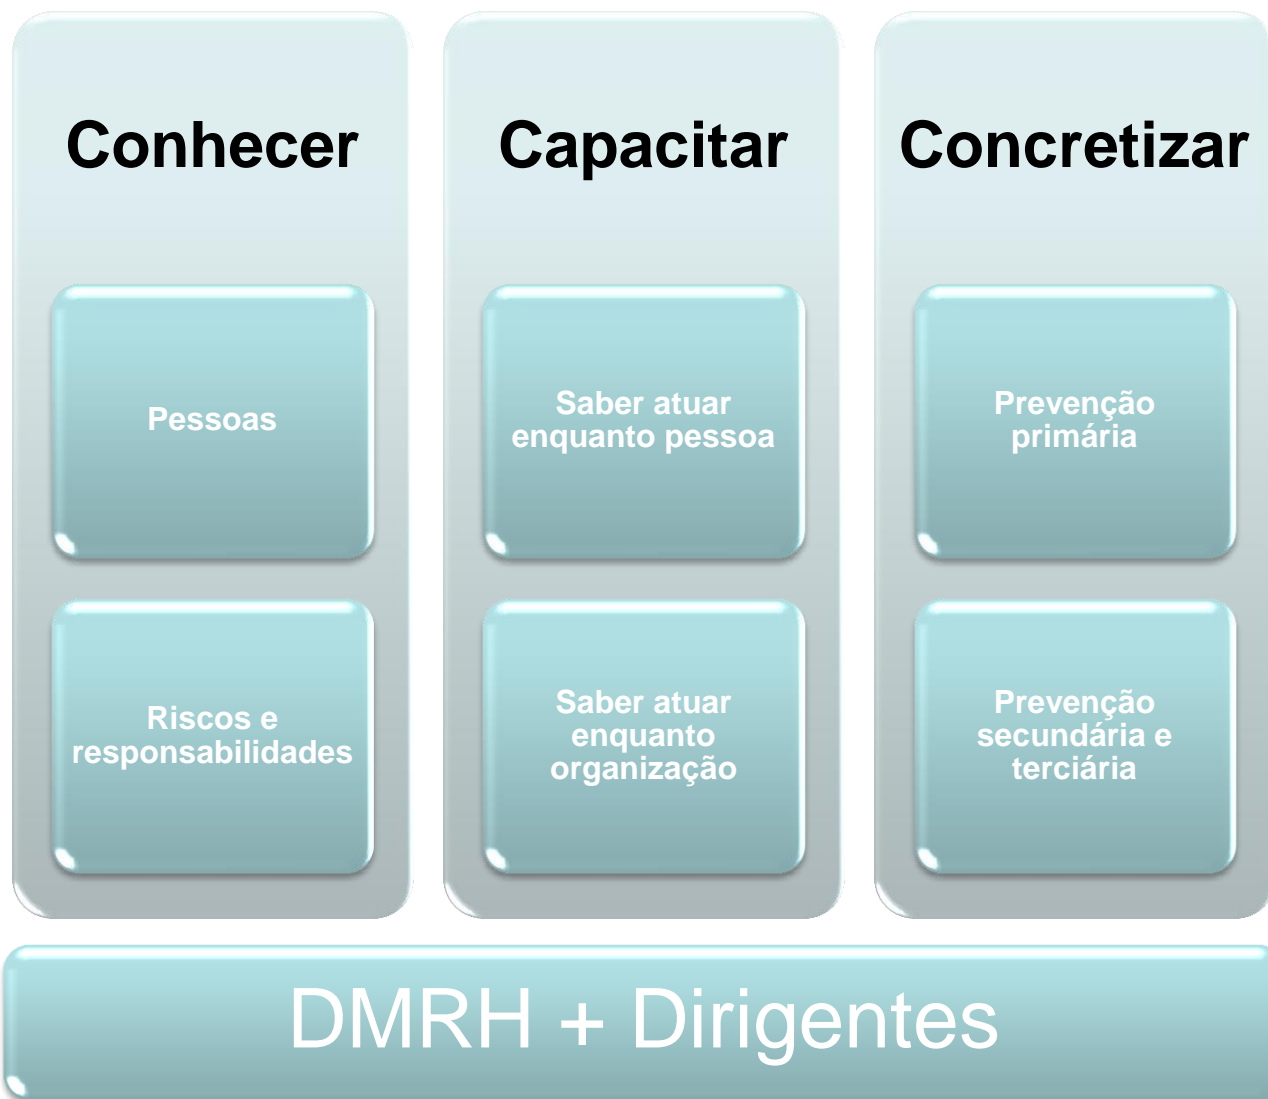 Conhecer
Pessoas
Riscos e
responsabilidades
Capacitar
Saber atuar
enquanto pessoa
Saber atuar
enquanto
organização
Concretizar
Prevenção
primária
Prevenção
secundária e
terciária
DMRH + Dirigentes